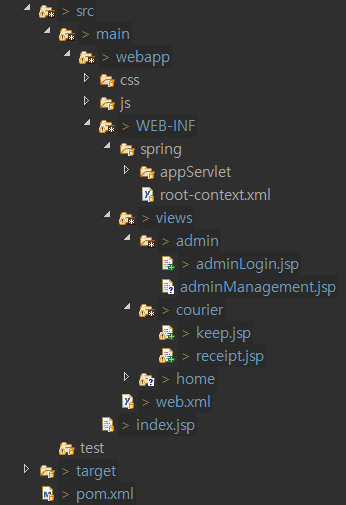 > src
> main
> webapp
css
js
> WEB-INF
spring
appServlet
root-context.xml
> views
> admin
> adminLogin.jsp
adminManagement.jsp
> courier
> keep.jsp
> receipt.jsp
> home
> web.xml
> index.jsp
test
> target
> pom.xml